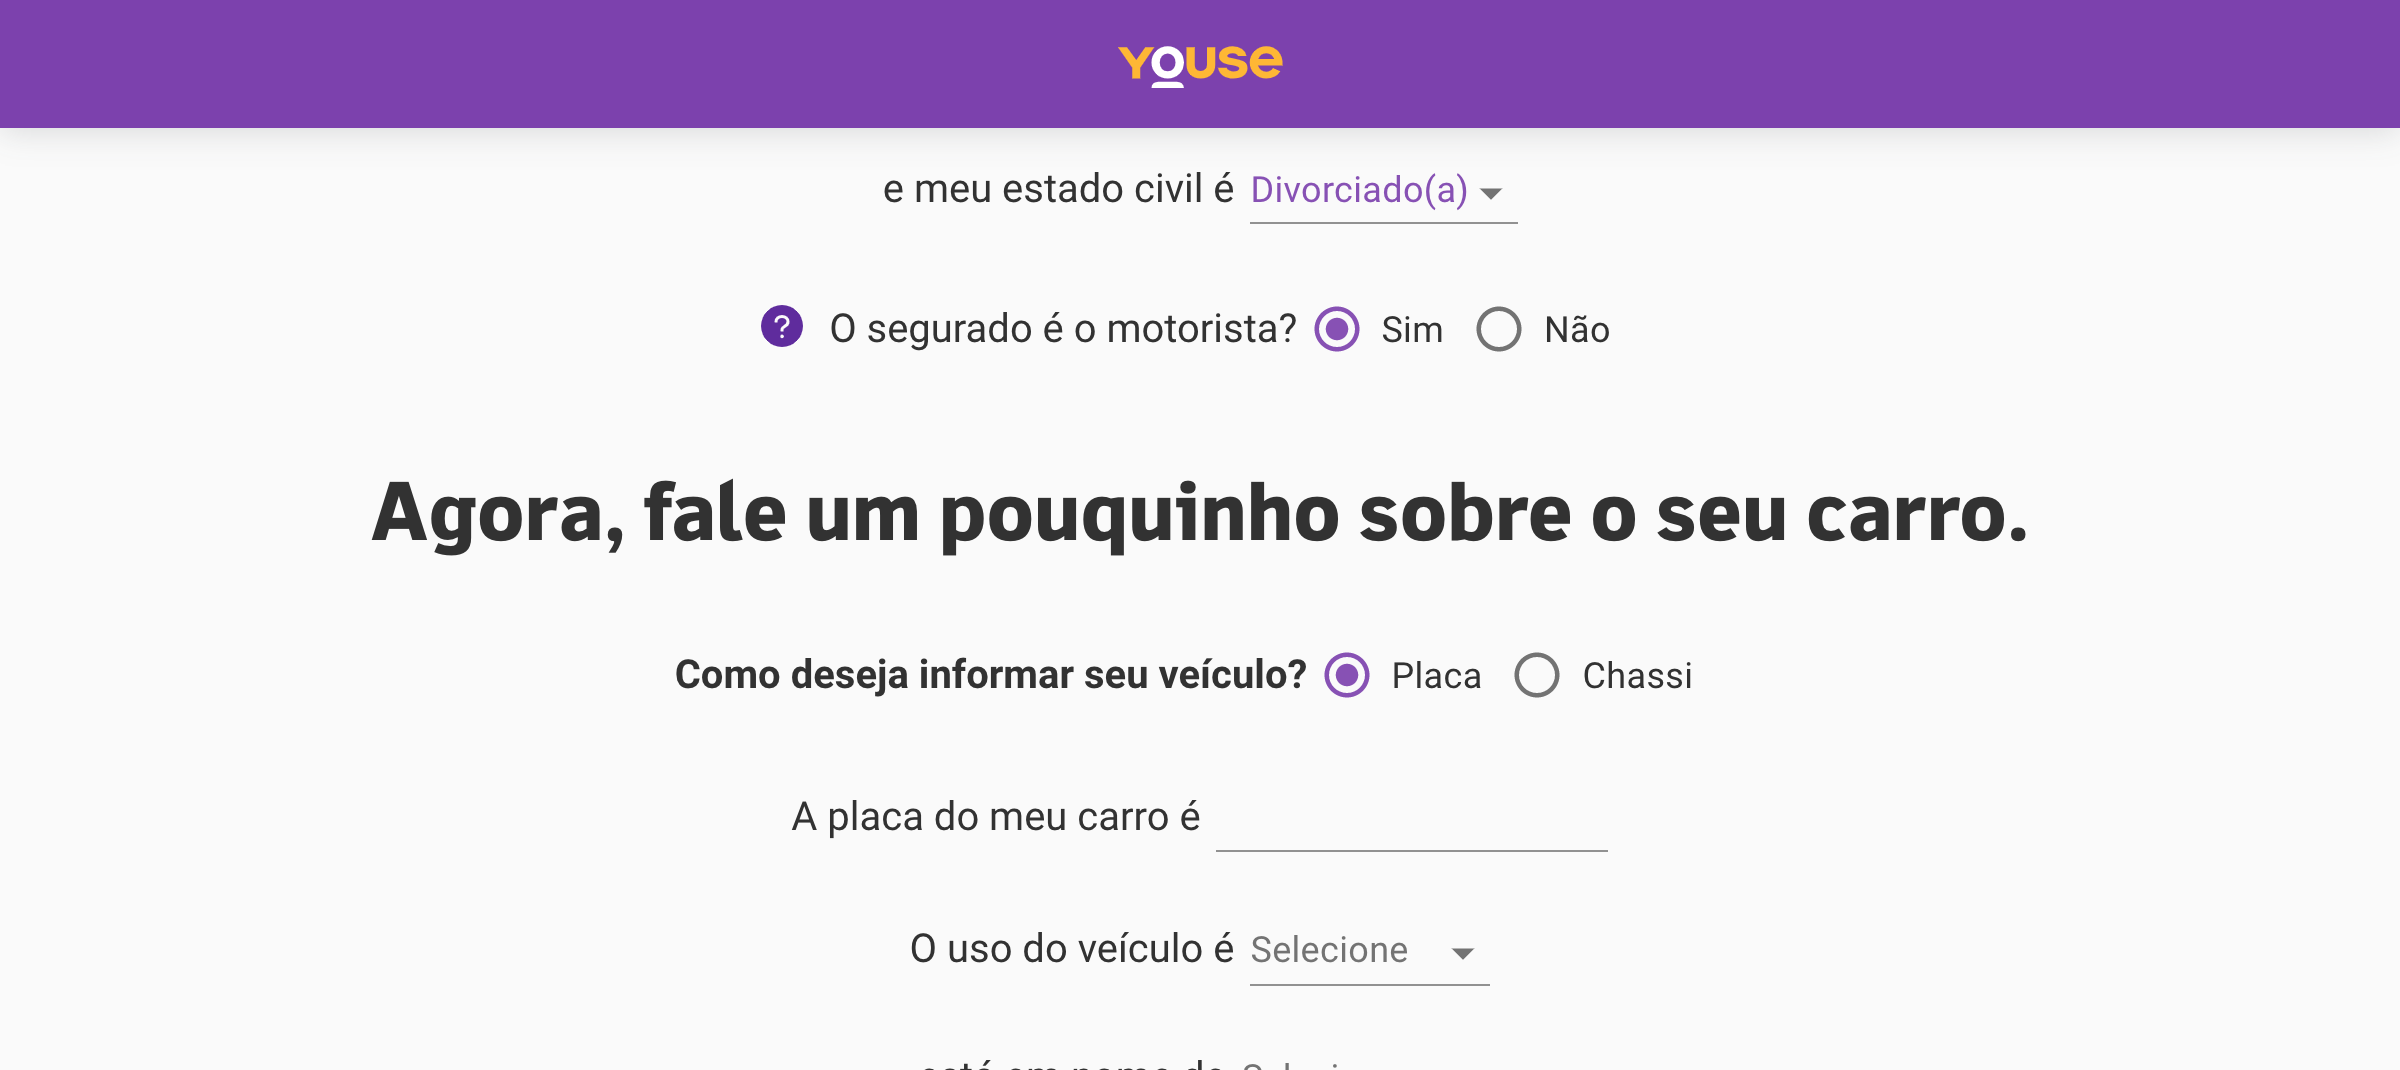 YOUSE
e meu estado civil é Divorciado(a)
? O segurado é o motorista? Sim Não
Agora, fale um pouquinho sobre o seu carro.
Como deseja informar seu veículo? Placa Chassi
A placa do meu carro é
O uso do veículo é Selecione